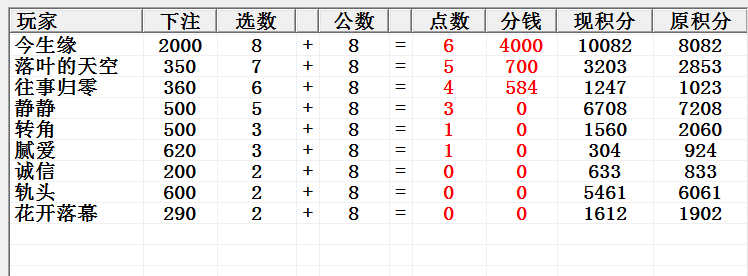 玩家 下注 选数 公数 点数 分钱 现积分 原积分
今生缘 2000 8 + 8 = 6 4000 10082 8082
落叶的天空 350 7 + 8 = 5 700 3203 2853
往事归零 360 6 + 8 = 4 584 1247 1023
静静 500 5 + 8 = 3 0 6708 7208
转角 500 3 + 8 = 1 0 1560 2060
腻爱 620 3 + 8 = 1 0 304 924
诚信 200 2 + 8 = 0 0 633 833
轨头 600 2 + 8 = 0 0 5461 6061
花开落幕 290 2 + 8 = 0 0 1612 1902